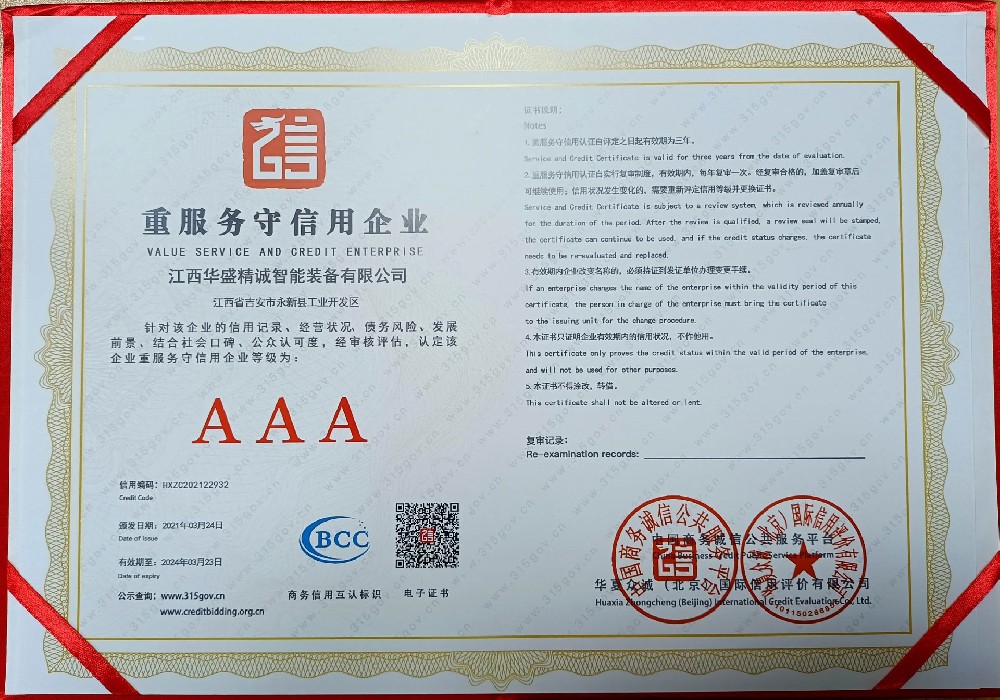 重服务守信用企业
VALUE SERVICE AND CREDIT ENTERPRISE
江西华盛精诚智能装备有限公司
江西省吉安市永新县工业开发区
针对该企业的信用记录、经营状况、债务风险、发展
前景、结合社会口碑、公众认可度，经审核评估，认定该
企业重服务守信用企业等级为：
AAA
信用编码：HXZC202122932
Credit Code
颁发日期：2021年03月24日
Date of issue
有效期至：2024年03月23日
Date of expiry
公示查询：www.315gov.cn
www.creditbidding.org.cn
BCC
商务信用互认标识
信
电子证书
证书说明：
Notes
1. 重服务守信用认证自评定之日起有效期为三年。
Service and Credit Certificate is valid for three years from the date of evaluation.
2. 重服务守信用认证自实行复审制度，有效期内，每年复审一次。经复审合格的，加盖复审章后
可继续使用；信用状况发生变化的，需要重新评定信用等级并更换证书。
Service and Credit Certificate is subject to a review system, which is reviewed annually
for the duration of the period. After the review is qualified, a review seal will be stamped,
the certificate can continue to be used, and if the credit status changes, the certificate
needs to be re-evaluated and replaced.
3. 有效期内企业改变名称的，必须持证到发证单位办理变更手续。
If an enterprise changes the name of the enterprise within the validity period of this
certificate, the person in charge of the enterprise must bring the certificate
to the issuing unit for the change procedure.
4. 本证书只证明企业有效期内的信用状况，不作他用。
This certificate only proves the credit status within the valid period of the enterprise,
and will not be used for other purposes.
5. 本证书不得涂改，转借。
This certificate shall not be altered or lent.
复审记录：
Re-examination records:
中国商务诚信公共服务平台
China Business Credit Public Service Platform
华夏众诚（北京）国际信用评价有限公司
Huaxia Zhongcheng (Beijing) International Credit Evaluation Co., Ltd.